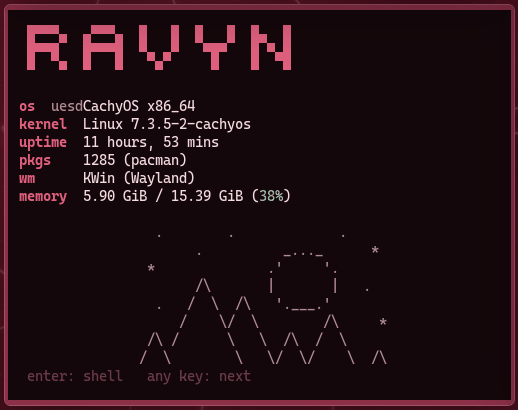 RAVYN
os uesdCachyOS x86_64
kernel Linux 7.3.5-2-cachyos
uptime 11 hours, 53 mins
pkgs 1285 (pacman)
wm KWin (Wayland)
memory 5.90 GiB / 15.39 GiB (38%)
enter: shell any key: next